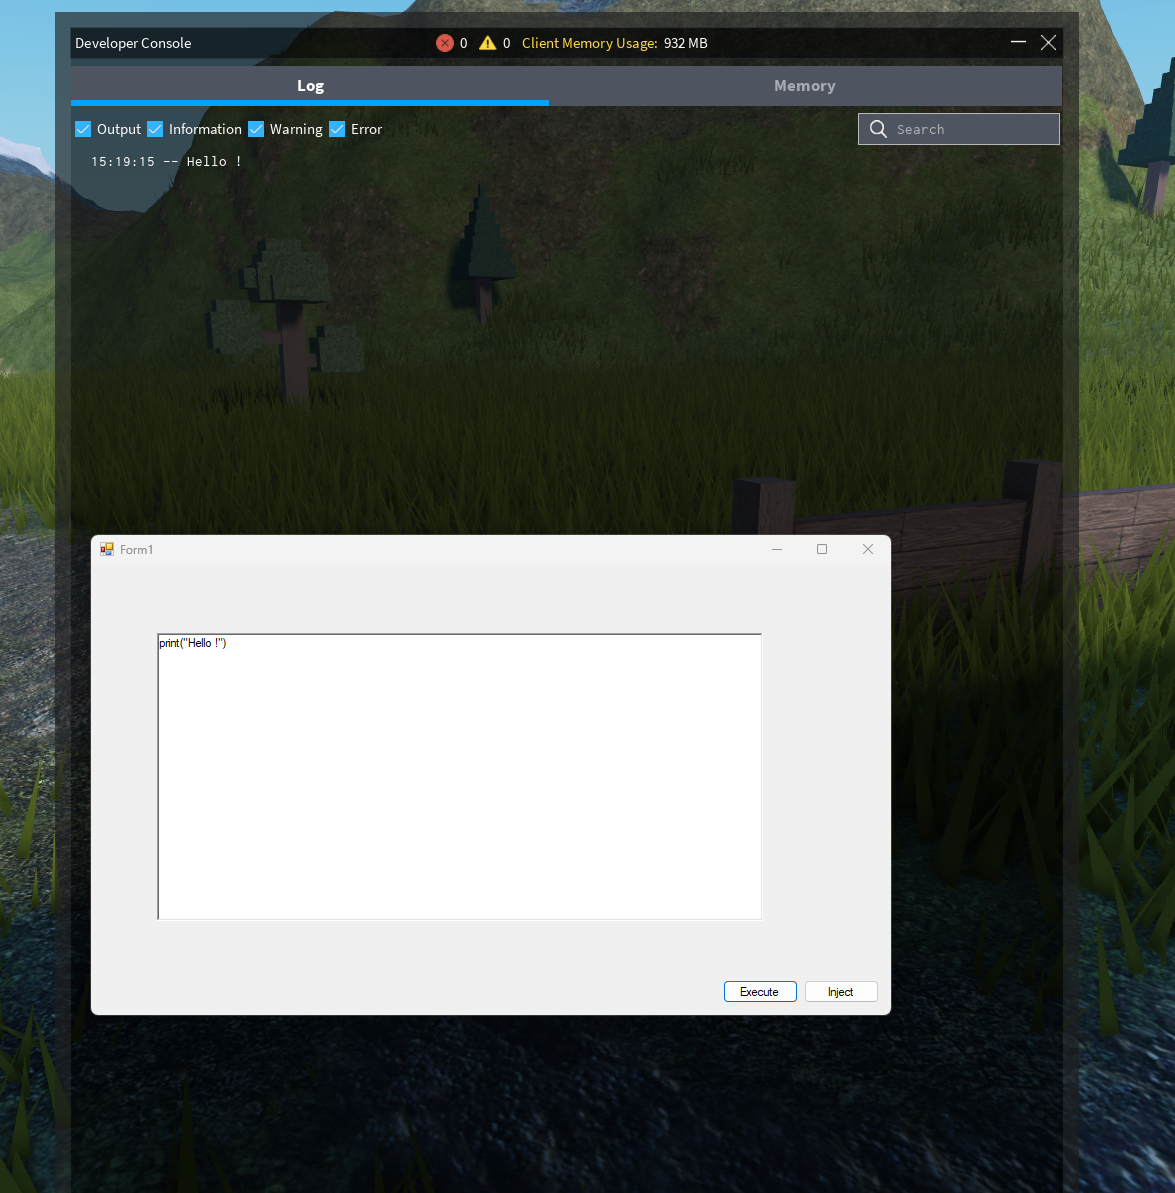 Developer Console 0 0 Client Memory Usage: 932 MB
Log Memory
Output Information Warning Error Search
15:19:15 -- Hello !
Form1
print("Hello !")
Execute Inject